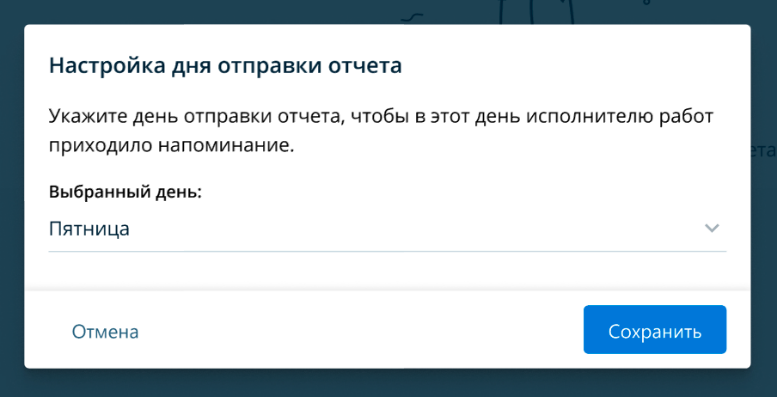 Настройка дня отправки отчета
Укажите день отправки отчета, чтобы в этот день исполнителю работ
приходило напоминание.
Выбранный день:
Пятница
Отмена
Сохранить